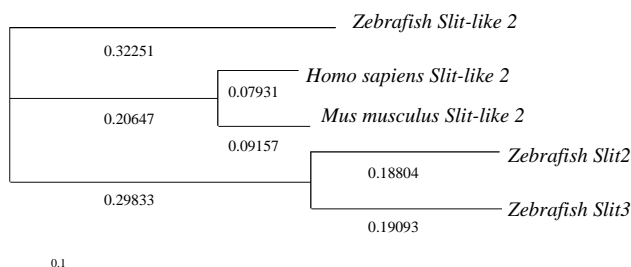 Zebrafish Slit-like 2
0.32251
Homo sapiens Slit-like 2
0.07931
0.20647
Mus musculus Slit-like 2
0.09157
Zebrafish Slit2
0.18804
0.29833
Zebrafish Slit3
0.19093
0.1